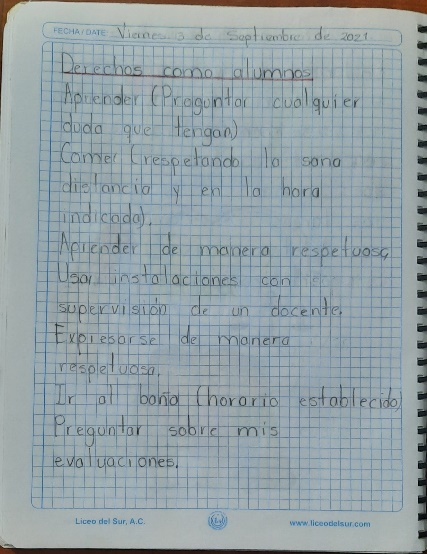 FECHA / DATE Viernes 3 de Septiembre de 2021
Derechos como alumnos
Aprender (Preguntar cualquier
duda que tengan)
Comer (respetando la sana
distancia y en la hora
indicada).
Aprender de manera respetuosa
Usar instalaciones con
supervisión de un docente.
Expresarse de manera
respetuosa.
Ir al baño (horario establecido)
Preguntar sobre mis
evaluaciones.
Liceo del Sur, A.C. www.liceodelsur.com